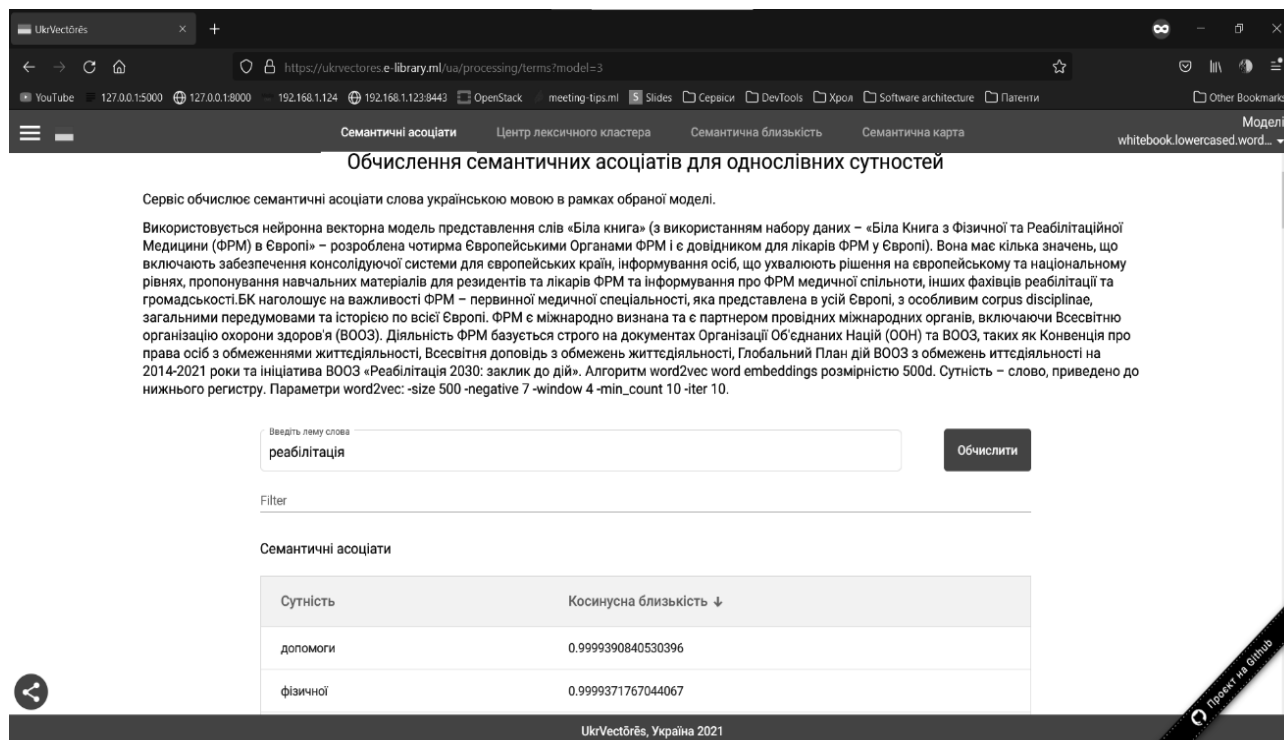 UkrVectōrēs
https://ukrvectores.e-library.ml/ua/processing/terms?model=3
YouTube 127.0.0.1:5000 127.0.0.1:8000 192.168.1.124 192.168.1.123:8443 OpenStack meeting-tips.ml S Slides Сервіси DevTools Хрол Software architecture Патенти Other Bookmarks
Семантичні асоціати Центр лексичного кластера Семантична близькість Семантична карта Моделі
whitebook.lowercased.word...
Обчислення семантичних асоціатів для однослівних сутностей
Сервіс обчислює семантичні асоціати слова українською мовою в рамках обраної моделі.
Використовується нейронна векторна модель представлення слів «Біла книга» (з використанням набору даних – «Біла Книга з Фізичної та Реабілітаційної
Медицини (ФРМ) в Європі» – розроблена чотирма Європейськими Органами ФРМ і є довідником для лікарів ФРМ у Європі). Вона має кілька значень, що
включають забезпечення консолідуючої системи для європейських країн, інформування осіб, що ухвалюють рішення на європейському та національному
рівнях, пропонування навчальних матеріалів для резидентів та лікарів ФРМ та інформування про ФРМ медичної спільноти, інших фахівців реабілітації та
громадськості.БК наголошує на важливості ФРМ – первинної медичної спеціальності, яка представлена в усій Європі, з особливим corpus disciplinae,
загальними передумовами та історією по всієї Європи. ФРМ є міжнародно визнана та є партнером провідних міжнародних органів, включаючи Всесвітню
організацію охорони здоров'я (ВООЗ). Діяльність ФРМ базується строго на документах Організації Об'єднаних Націй (ООН) та ВООЗ, таких як Конвенція про
права осіб з обмеженнями життєдіяльності, Всесвітня доповідь з обмежень життєдіяльності, Глобальний План дій ВООЗ з обмежень иттєдіяльності на
2014-2021 роки та ініціатива ВООЗ «Реабілітація 2030: заклик до дій». Алгоритм word2vec word embeddings розмірністю 500d. Сутність – слово, приведено до
нижнього регистру. Параметри word2vec: -size 500 -negative 7 -window 4 -min_count 10 -iter 10.
Введіть лему слова
реабілітація
Обчислити
Filter
Семантичні асоціати
Сутність Косинусна близькість
допомоги 0.9999390840530396
фізичної 0.9999371767044067
Проєкт на Github
UkrVectōrēs, Україна 2021